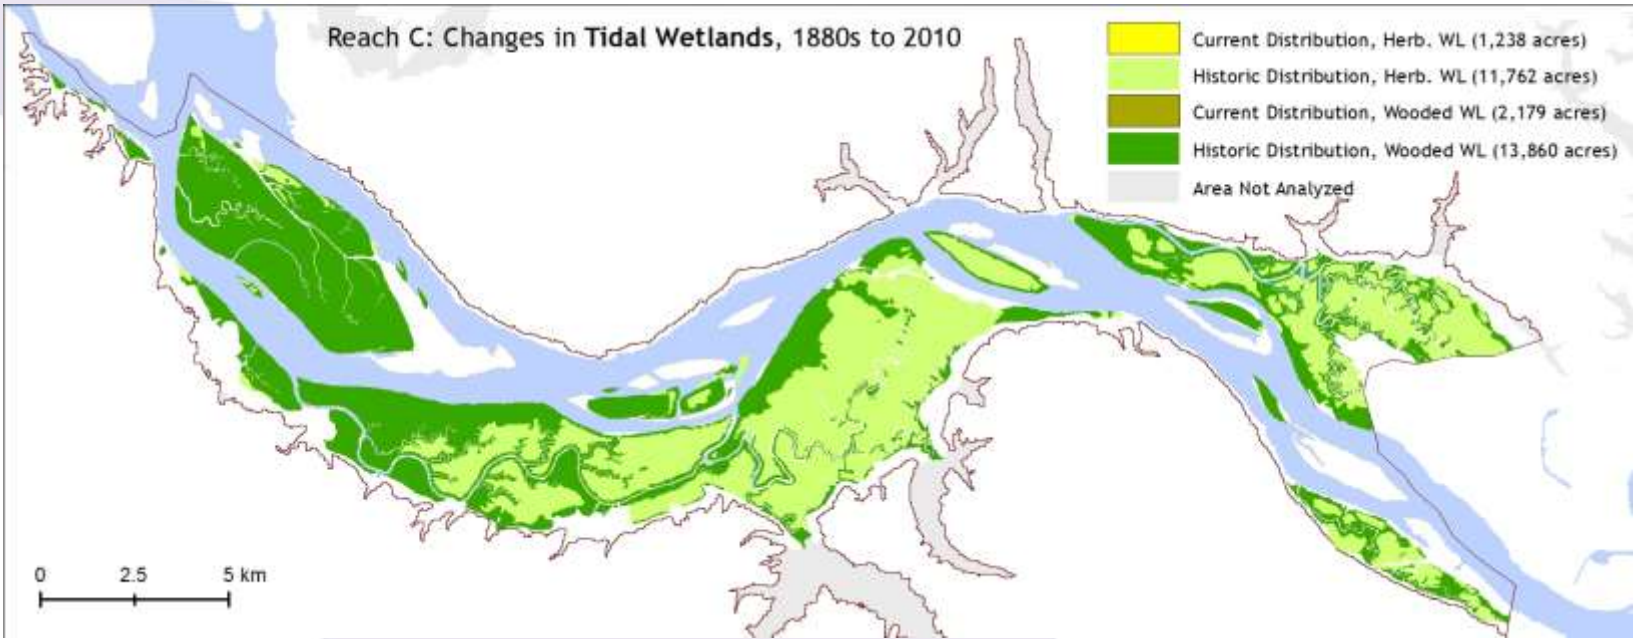 Reach C: Changes in Tidal Wetlands, 1880s to 2010
Current Distribution, Herb. WL (1,238 acres)
Historic Distribution, Herb. WL (11,762 acres)
Current Distribution, Wooded WL (2,179 acres)
Historic Distribution, Wooded WL (13,860 acres)
Area Not Analyzed
0 2.5 5 km